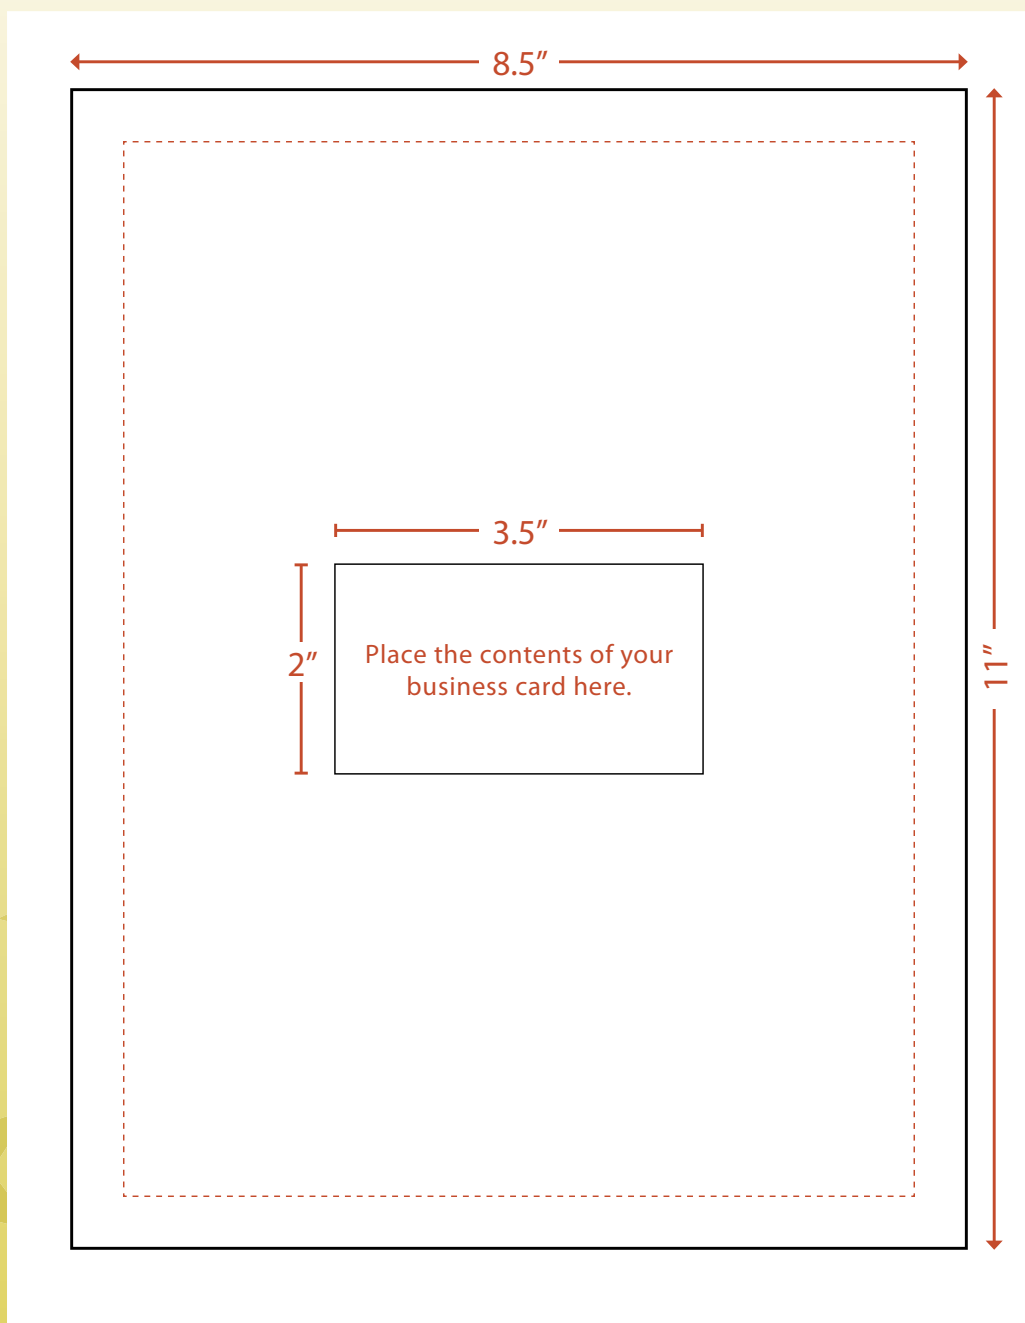 8.5″
11″
3.5″
2″
Place the contents of your
business card here.